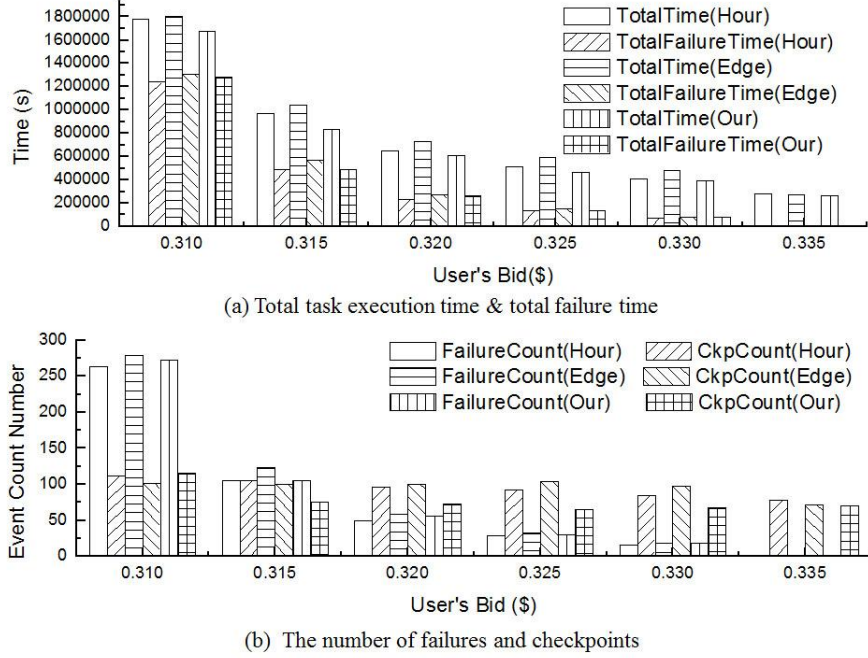 1800000
1600000
1400000
1200000
1000000
800000
600000
400000
200000
0
Time (s)
TotalTime(Hour)
TotalFailureTime(Hour)
TotalTime(Edge)
TotalFailureTime(Edge)
TotalTime(Our)
TotalFailureTime(Our)
0.310 0.315 0.320 0.325 0.330 0.335
User's Bid($)
(a) Total task execution time & total failure time
300
250
200
150
100
50
0
Event Count Number
FailureCount(Hour) CkpCount(Hour)
FailureCount(Edge) CkpCount(Edge)
FailureCount(Our) CkpCount(Our)
0.310 0.315 0.320 0.325 0.330 0.335
User's Bid ($)
(b) The number of failures and checkpoints